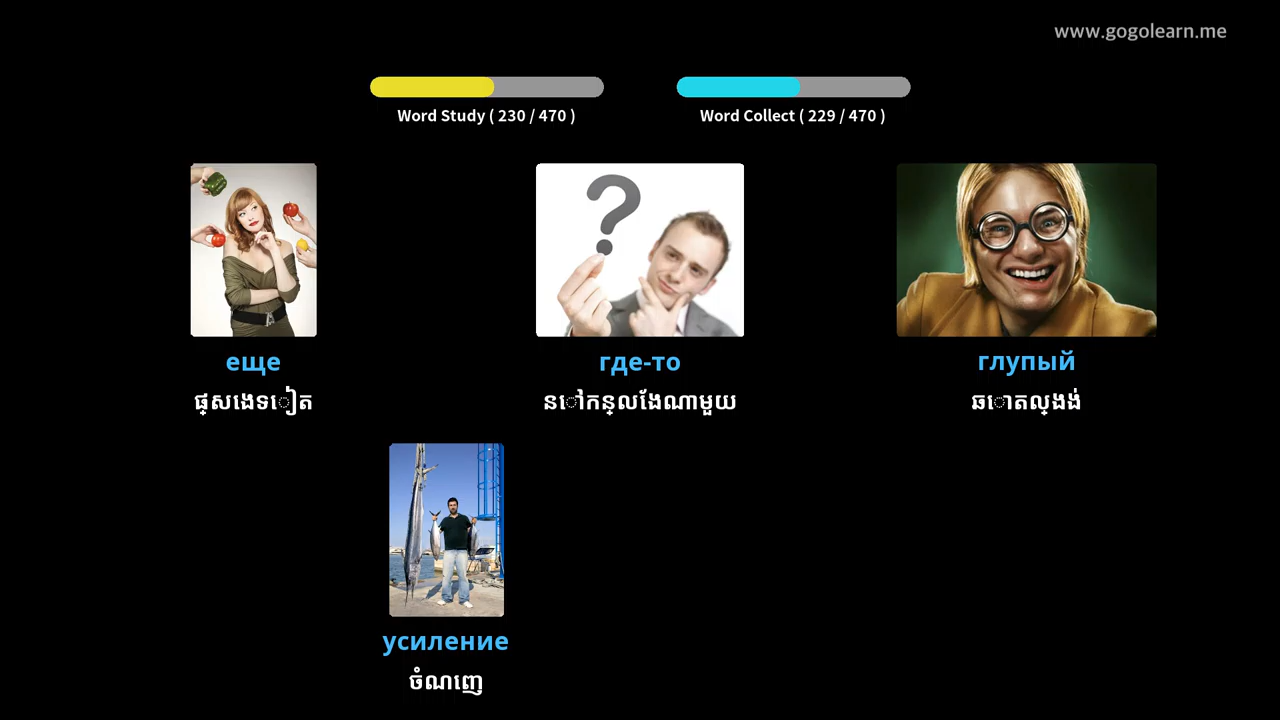 www.gogolearn.me
Word Study ( 230 / 470 )
Word Collect ( 229 / 470 )
еще
ផ្សេងទៀត
где-то
នៅកន្លែងណាមួយ
глупый
ឆោតល្ងង់
усиление
ចំណេញ